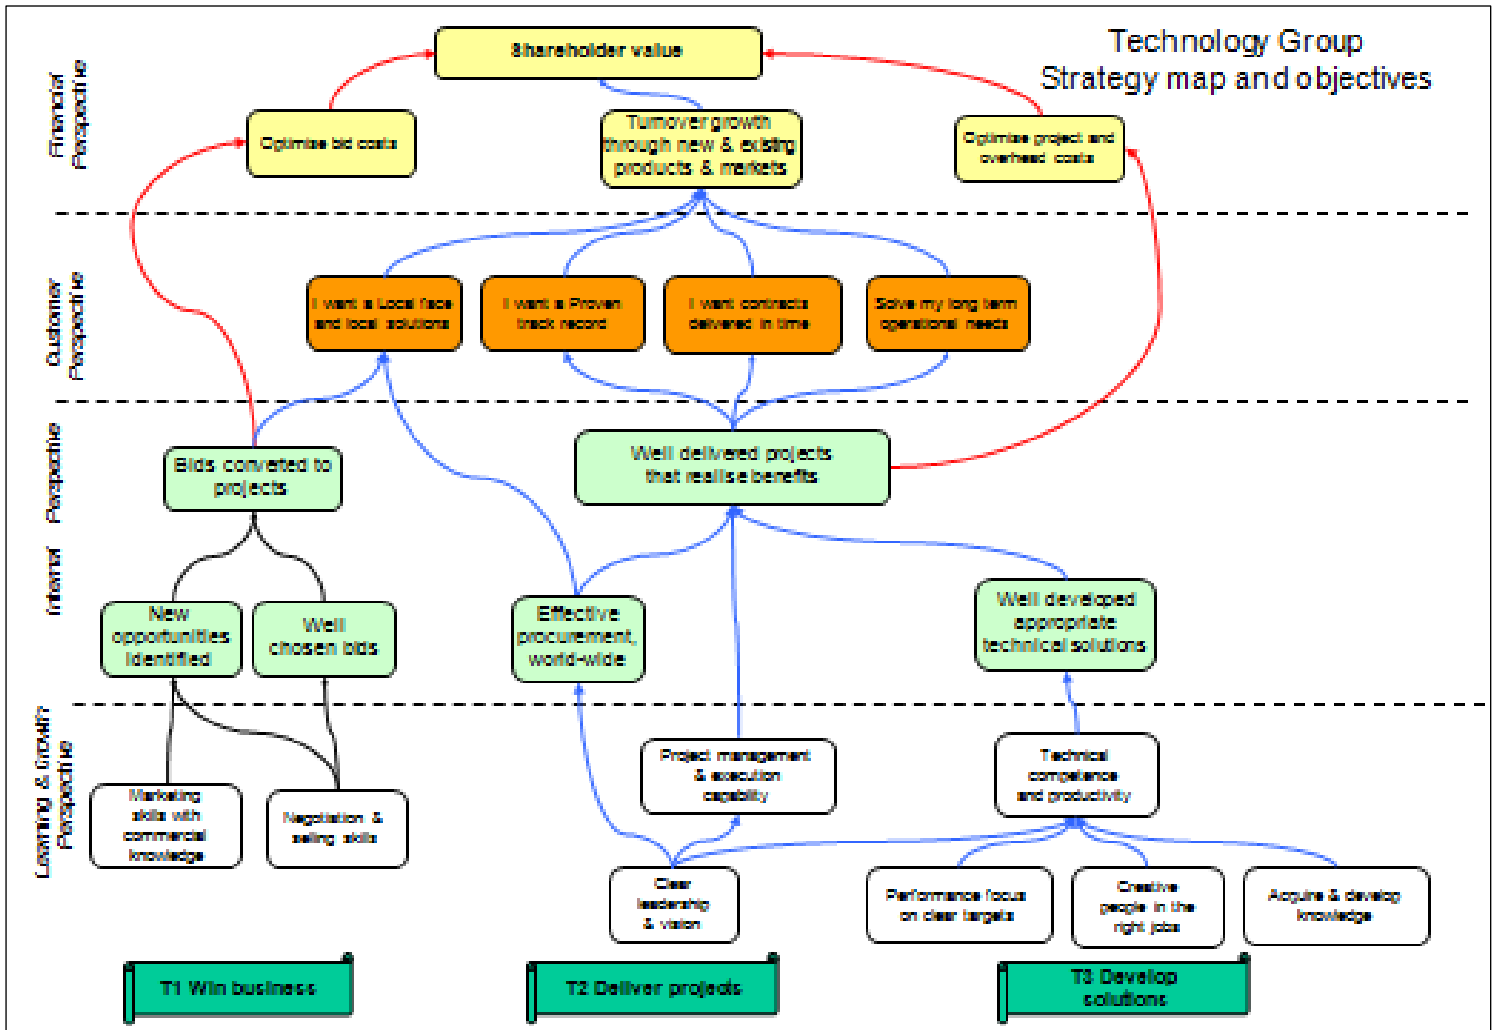 Technology Group
Strategy map and objectives
Financial
Perspective
Shareholder value
Optimise bid costs
Turnover growth
through new & existing
products & markets
Optimise project and
overhead costs
Customer
Perspective
I want a Local face
and local solutions
I want a Proven
track record
I want contracts
delivered in time
Solve my long term
operational needs
Internal Perspective
Bids converted to
projects
Well delivered projects
that realise benefits
New
opportunities
identified
Well
chosen bids
Effective
procurement,
world-wide
Well developed
appropriate
technical solutions
Learning & Growth
Perspective
Marketing
skills with
commercial
knowledge
Negotiation &
selling skills
Project management
& execution
capability
Technical
competence
and productivity
Clear
leadership
& vision
Performance focus
on clear targets
Creative
people in the
right jobs
Acquire & develop
knowledge
T1 Win business
T2 Deliver projects
T3 Develop
solutions